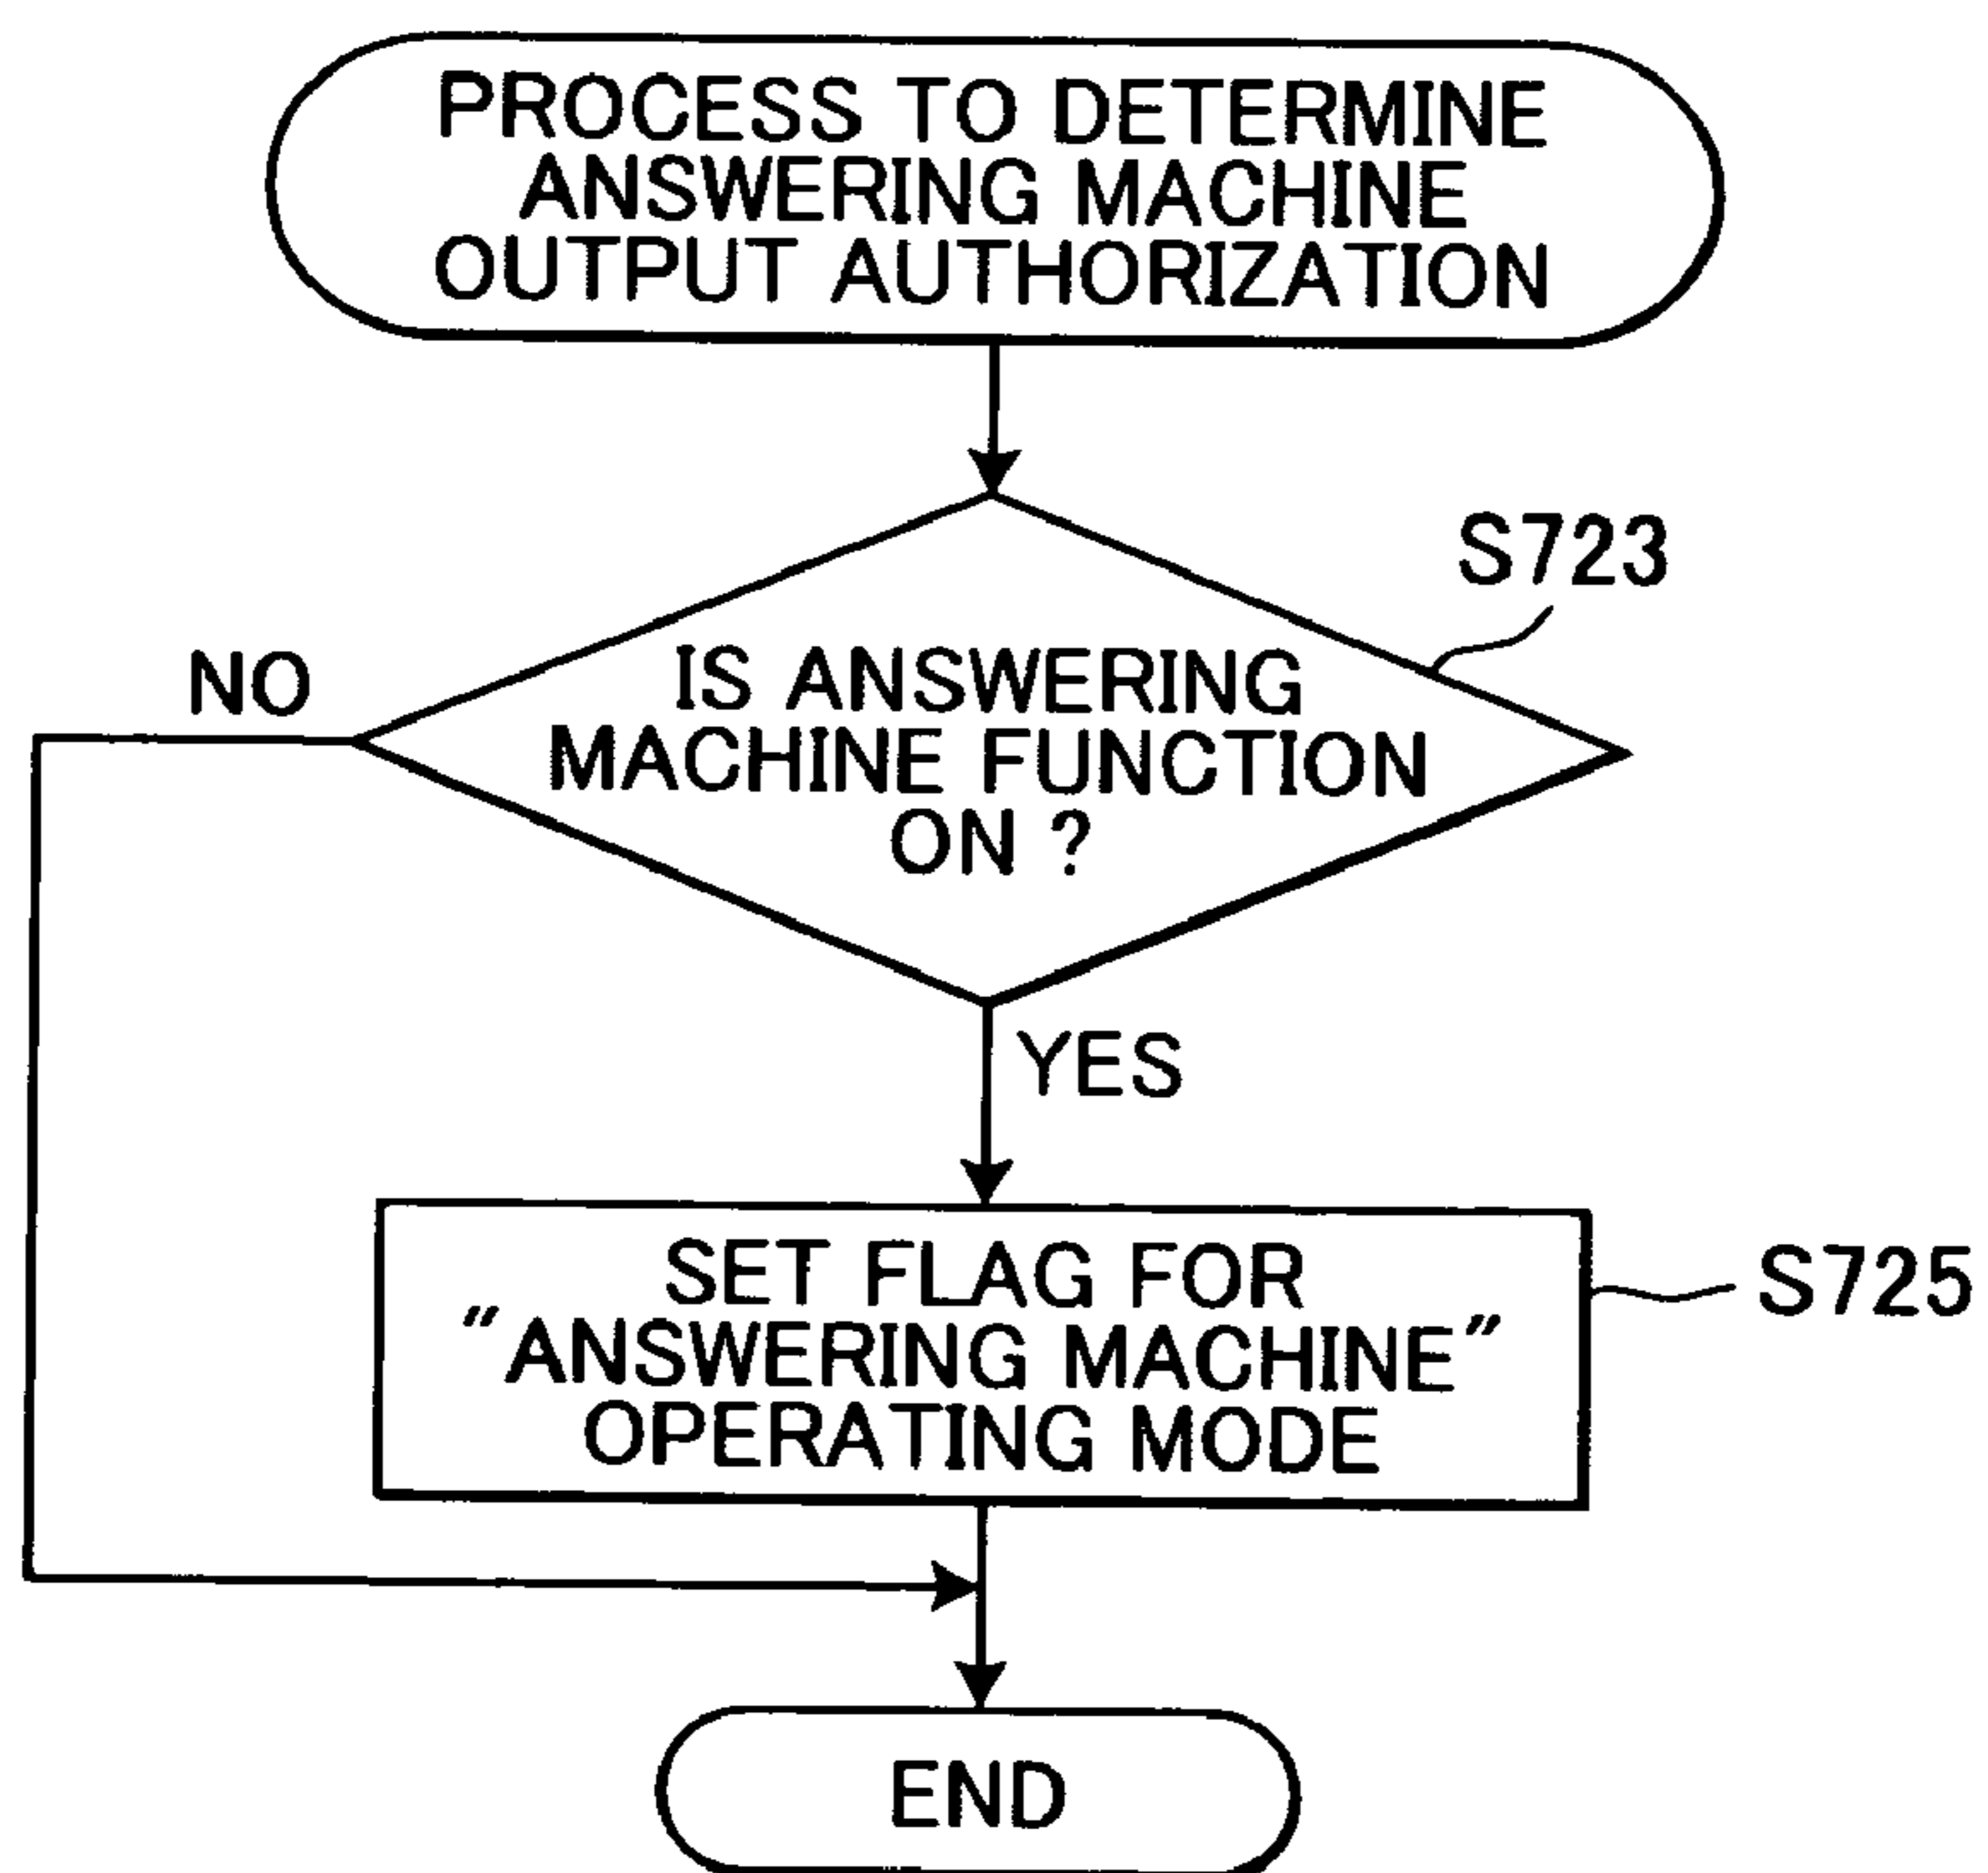 PROCESS TO DETERMINE
ANSWERING MACHINE
OUTPUT AUTHORIZATION
S723
NO
IS ANSWERING
MACHINE FUNCTION
ON ?
YES
SET FLAG FOR
"ANSWERING MACHINE"
OPERATING MODE
S725
END